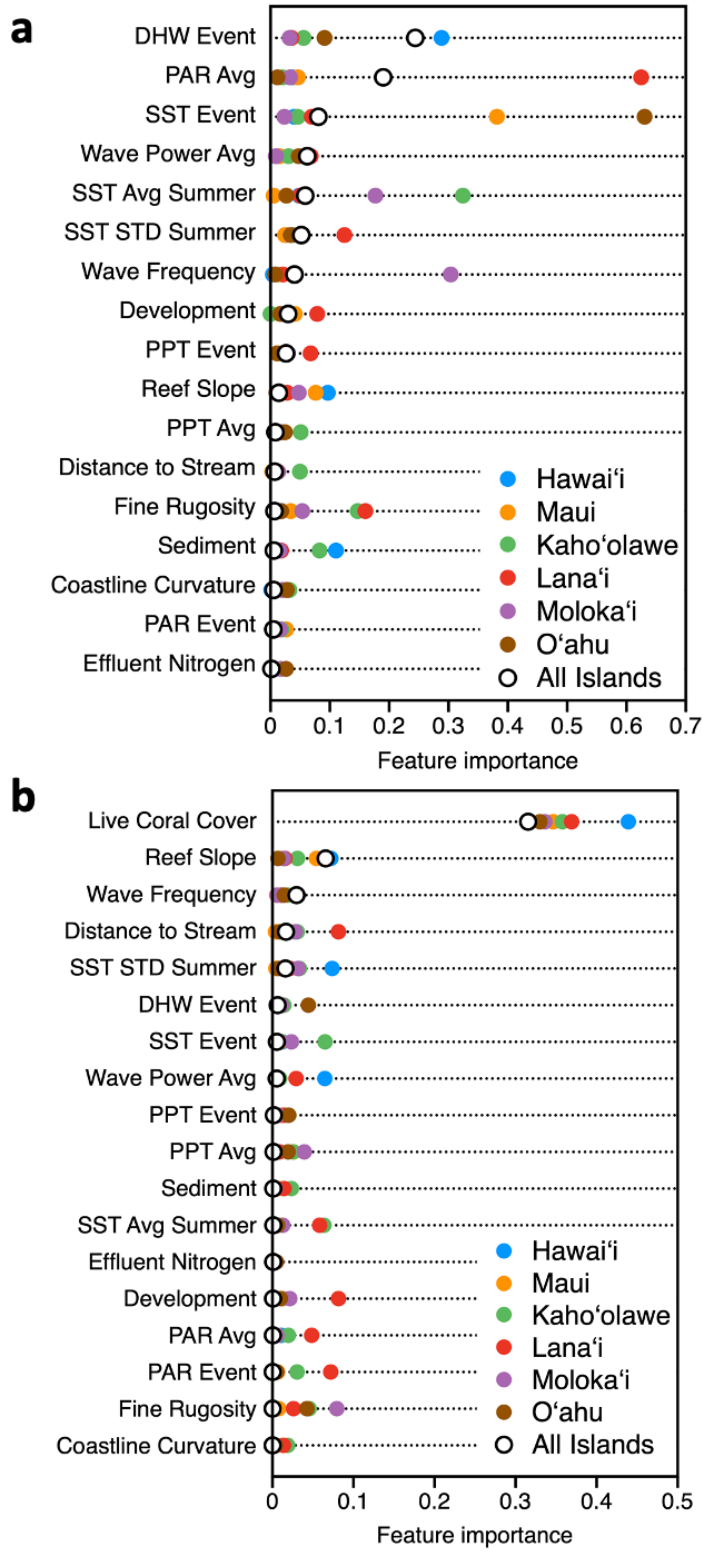 a
DHW Event
PAR Avg
SST Event
Wave Power Avg
SST Avg Summer
SST STD Summer
Wave Frequency
Development
PPT Event
Reef Slope
PPT Avg
Distance to Stream
Fine Rugosity
Sediment
Coastline Curvature
PAR Event
Effluent Nitrogen
Hawaiʻi
Maui
Kahoʻolawe
Lanaʻi
Molokaʻi
Oʻahu
All Islands
0 0.1 0.2 0.3 0.4 0.5 0.6 0.7
Feature importance
b
Live Coral Cover
Reef Slope
Wave Frequency
Distance to Stream
SST STD Summer
DHW Event
SST Event
Wave Power Avg
PPT Event
PPT Avg
Sediment
SST Avg Summer
Effluent Nitrogen
Development
PAR Avg
PAR Event
Fine Rugosity
Coastline Curvature
Hawaiʻi
Maui
Kahoʻolawe
Lanaʻi
Molokaʻi
Oʻahu
All Islands
0 0.1 0.2 0.3 0.4 0.5
Feature importance